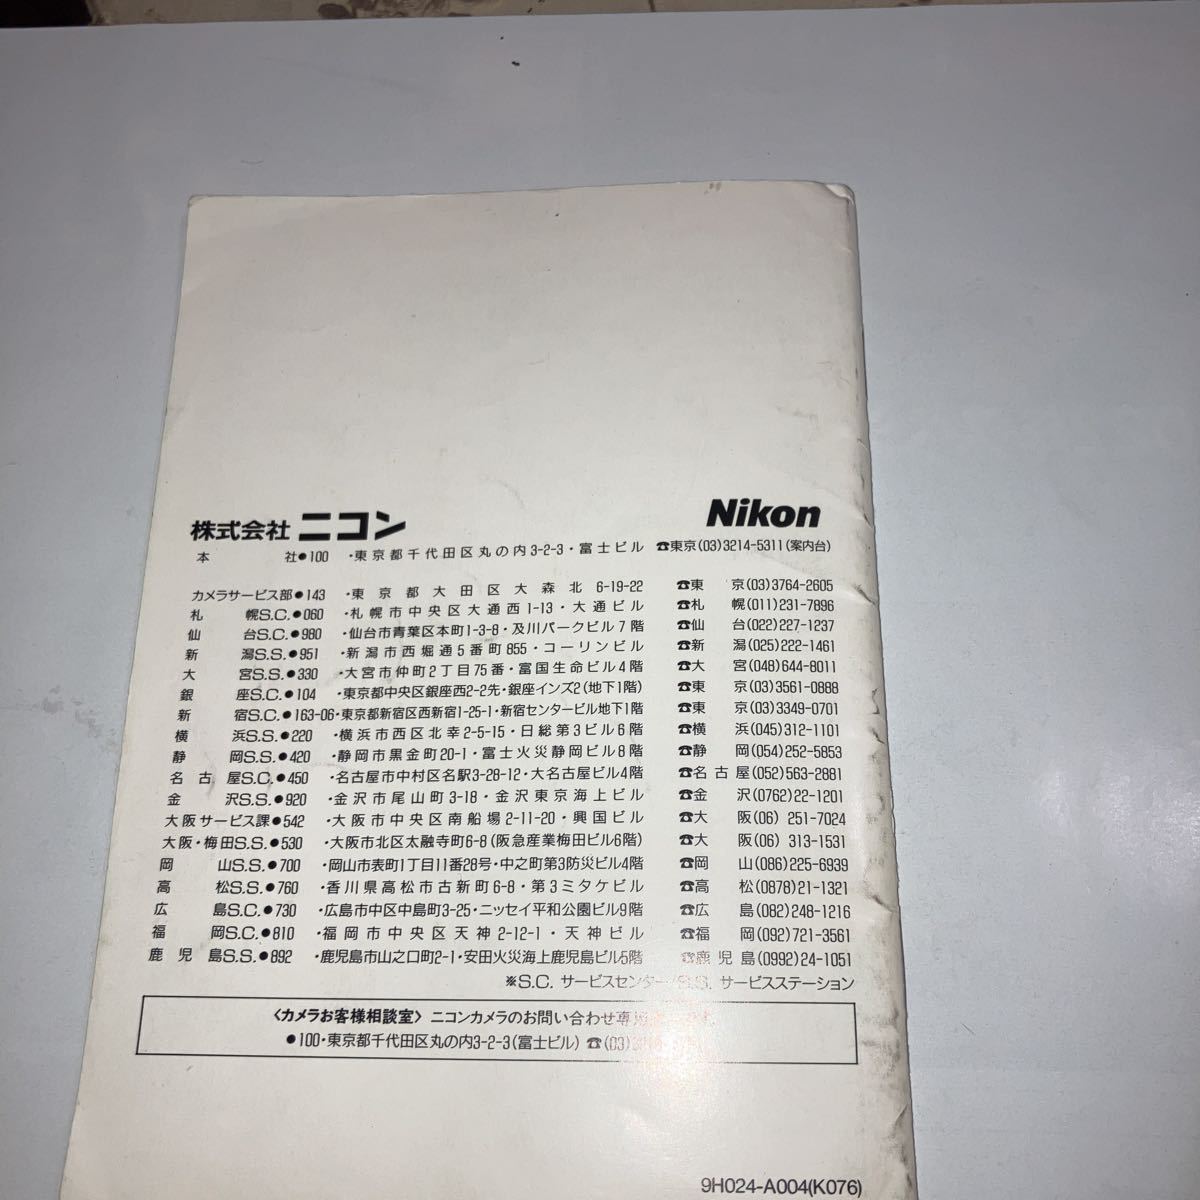 株式会社 ニコン Nikon
本 社●100 ・東京都千代田区丸の内3-2-3・富士ビル ☎東京(03)3214-5311(案内台)
カメラサービス部●143 ・東京都大田区大森北 6-19-22 ☎東 京(03)3764-2605
札 幌S.C.●060 ・札幌市中央区大通西1-13・大通ビル ☎札 幌(011)231-7896
仙 台S.C.●980 ・仙台市青葉区本町1-3-8・及川パークビル7階 ☎仙 台(022)227-1237
新 潟S.S.●951 ・新潟市西堀通5番町855・コーリンビル ☎新 潟(025)222-1461
大 宮S.S.●330 ・大宮市仲町2丁目75番・富国生命ビル4階 ☎大 宮(048)644-8011
銀 座S.C.●104 ・東京都中央区銀座西2-2先・銀座インズ2(地下1階) ☎東 京(03)3561-0888
新 宿S.C.●163-06・東京都新宿区西新宿1-25-1・新宿センタービル地下1階 ☎東 京(03)3349-0701
横 浜S.S.●220 ・横浜市西区北幸2-5-15・日総第3ビル6階 ☎横 浜(045)312-1101
静 岡S.S.●420 ・静岡市黒金町20-1・富士火災静岡ビル8階 ☎静 岡(054)252-5853
名古屋S.C.●450 ・名古屋市中村区名駅3-28-12・大名古屋ビル4階 ☎名古屋(052)563-2881
金 沢S.S.●920 ・金沢市尾山町3-18・金沢東京海上ビル ☎金 沢(0762)22-1201
大阪サービス課●542 ・大阪市中央区南船場2-11-20・興国ビル ☎大 阪(06) 251-7024
大阪・梅田S.S.●530 ・大阪市北区太融寺町6-8(阪急産業梅田ビル6階) ☎大 阪(06) 313-1531
岡 山S.S.●700 ・岡山市表町1丁目11番28号・中之町第3防災ビル4階 ☎岡 山(086)225-6939
高 松S.S.●760 ・香川県高松市古新町6-8・第3ミタケビル ☎高 松(0878)21-1321
広 島S.C.●730 ・広島市中区中島町3-25・ニッセイ平和公園ビル9階 ☎広 島(082)248-1216
福 岡S.C.●810 ・福岡市中央区天神2-12-1・天神ビル ☎福 岡(092)721-3561
鹿児島S.S.●892 ・鹿児島市山之口町2-1・安田火災海上鹿児島ビル5階 ☎鹿児島(0992)24-1051
※S.C. サービスセンター/S.S. サービスステーション
〈カメラお客様相談室〉 ニコンカメラのお問い合わせ専用
●100・東京都千代田区丸の内3-2-3(富士ビル) ☎(03)
9H024-A004(K076)